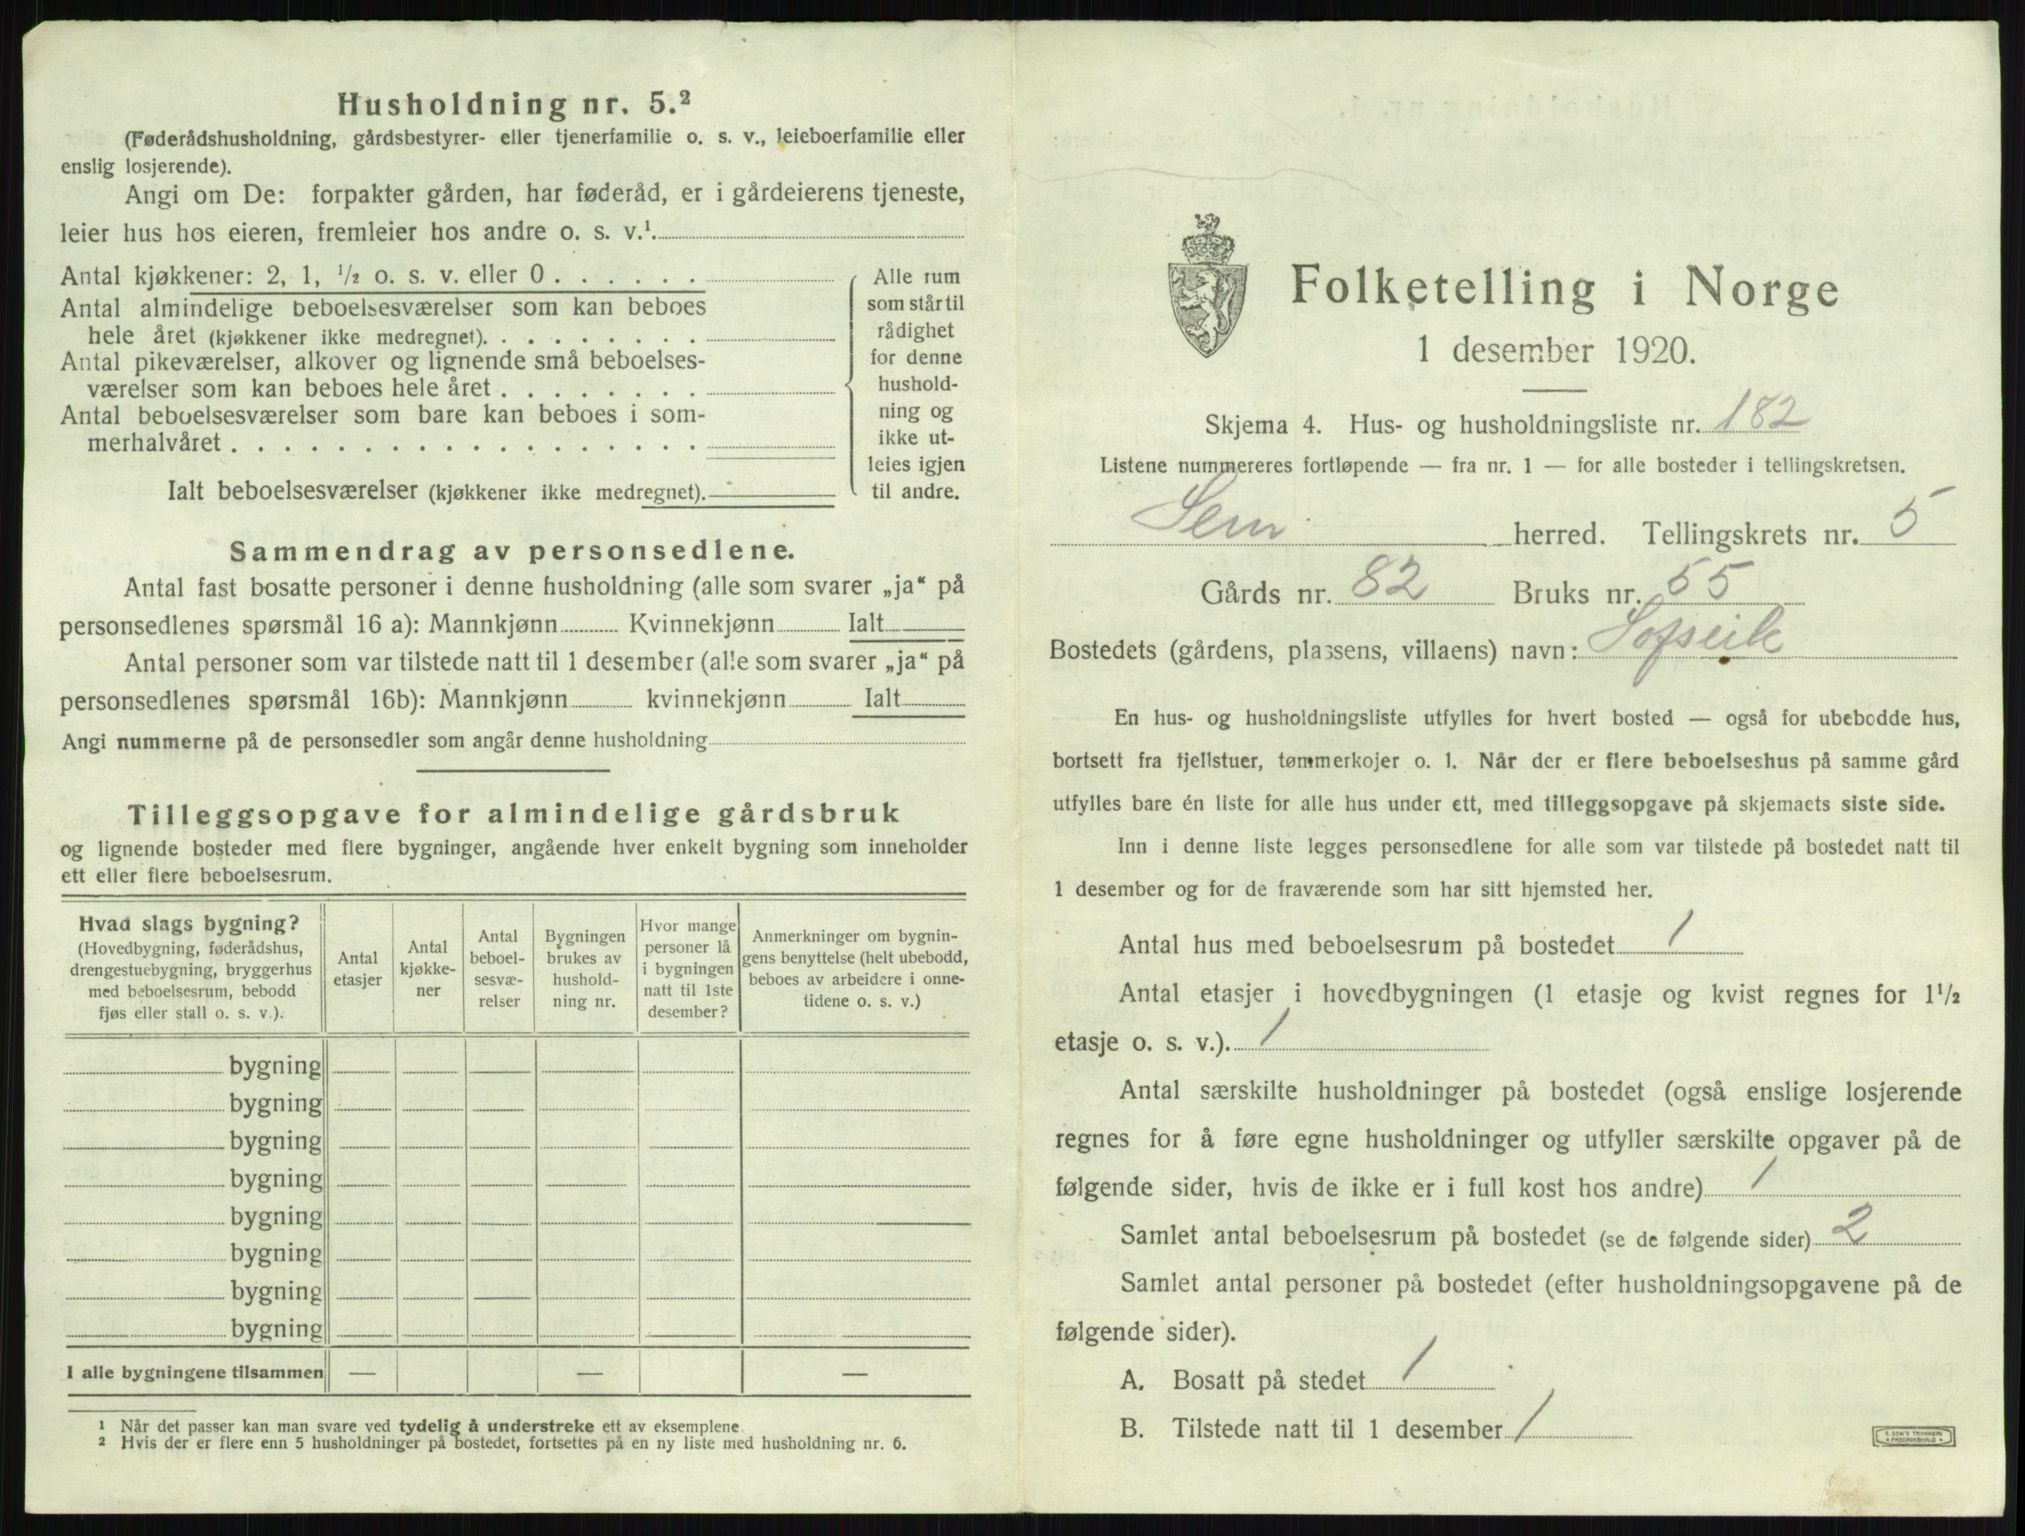 Husholdning nr. 5.²
(Føderådshusholdning, gårdsbestyrer- eller tjenerfamilie o. s. v., leieboerfamilie eller
enslig losjerende).
Angi om De: forpakter gården, har føderåd, er i gårdeierens tjeneste,
leier hus hos eieren, fremleier hos andre o. s. v.¹
Antal kjøkkener: 2, 1, ½ o. s. v. eller 0 . . . . . .
Antal almindelige beboelsesværelser som kan beboes
hele året (kjøkkener ikke medregnet). . . . . . . . .
Antal pikeværelser, alkover og lignende små beboelses-
værelser som kan beboes hele året . . . . . . . .
Antal beboelsesværelser som bare kan beboes i som-
merhalvåret . . . . . . . . . . . . . . . . . .
Ialt beboelsesværelser (kjøkkener ikke medregnet).
Alle rum
som står til
rådighet
for denne
hushold-
ning og
ikke ut-
leies igjen
til andre.
Sammendrag av personsedlene.
Antal fast bosatte personer i denne husholdning (alle som svarer „ja“ på
personsedlenes spørsmål 16 a): Mannkjønn Kvinnekjønn Ialt
Antal personer som var tilstede natt til 1 desember (alle som svarer „ja“ på
personsedlenes spørsmål 16b): Mannkjønn kvinnekjønn Ialt
Angi nummerne på de personsedler som angår denne husholdning
Tilleggsopgave for almindelige gårdsbruk
og lignende bosteder med flere bygninger, angående hver enkelt bygning som inneholder
ett eller flere beboelsesrum.
Hvad slags bygning?
(Hovedbygning, føderådshus,
drengestuebygning, bryggerhus
med beboelsesrum, bebodd
fjøs eller stall o. s. v.).
Antal
etasjer
Antal
kjøkke-
ner
Antal
beboel-
sesvæ-
relser
Bygningen
brukes av
hushold-
ning nr.
Hvor mange
personer lå
i bygningen
natt til 1ste
desember?
Anmerkninger om bygnin-
gens benyttelse (helt ubebodd,
beboes av arbeidere i onne-
tidene o. s. v.)
bygning
bygning
bygning
bygning
bygning
bygning
bygning
bygning
I alle bygningene tilsammen — — —
¹ Når det passer kan man svare ved tydelig å understreke ett av eksemplene.
² Hvis der er flere enn 5 husholdninger på bostedet, fortsettes på en ny liste med husholdning nr. 6.
Folketelling i Norge
1 desember 1920.
Skjema 4. Hus- og husholdningsliste nr. 182
Listene nummereres fortløpende — fra nr. 1 — for alle bosteder i tellingskretsen.
Sem herred. Tellingskrets nr. 5
Gårds nr. 82 Bruks nr. 55
Bostedets (gårdens, plassens, villaens) navn:
En hus- og husholdningsliste utfylles for hvert bosted — også for ubebodde hus,
bortsett fra fjellstuer, tømmerkojer o. l. Når der er flere beboelseshus på samme gård
utfylles bare én liste for alle hus under ett, med tilleggsopgave på skjemaets siste side.
Inn i denne liste legges personsedlene for alle som var tilstede på bostedet natt til
1 desember og for de fraværende som har sitt hjemsted her.
Antal hus med beboelsesrum på bostedet 1
Antal etasjer i hovedbygningen (1 etasje og kvist regnes for 1½
etasje o. s. v.). 1
Antal særskilte husholdninger på bostedet (også enslige losjerende
regnes for å føre egne husholdninger og utfyller særskilte opgaver på de
følgende sider, hvis de ikke er i full kost hos andre) 1
Samlet antal beboelsesrum på bostedet (se de følgende sider) 2
Samlet antal personer på bostedet (efter husholdningsopgavene på de
følgende sider).
A. Bosatt på stedet 1
B. Tilstede natt til 1 desember 1